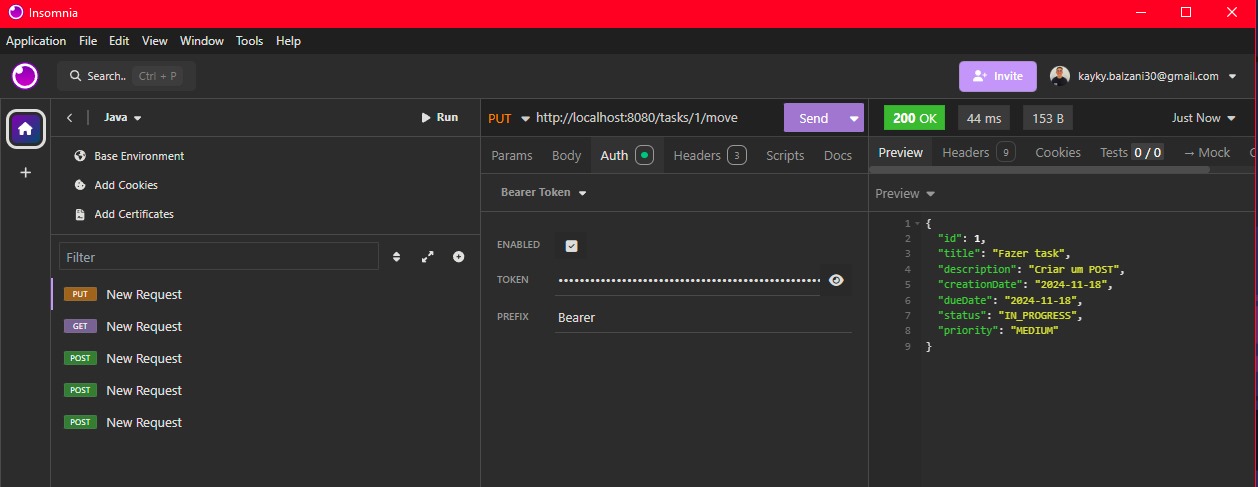 Insomnia
Application File Edit View Window Tools Help
Search.. Ctrl + P
Invite
kayky.balzani30@gmail.com
Java
Run
PUT http://localhost:8080/tasks/1/move
Send
200 OK
44 ms
153 B
Just Now
Base Environment
Add Cookies
Add Certificates
Filter
PUT New Request
GET New Request
POST New Request
POST New Request
POST New Request
Params Body Auth Headers 3 Scripts Docs
Bearer Token
ENABLED
TOKEN ••••••••••••••••••••••••••••••••••••••••••••
PREFIX Bearer
Preview Headers 9 Cookies Tests 0 / 0 → Mock
Preview
1 {
2 "id": 1,
3 "title": "Fazer task",
4 "description": "Criar um POST",
5 "creationDate": "2024-11-18",
6 "dueDate": "2024-11-18",
7 "status": "IN_PROGRESS",
8 "priority": "MEDIUM"
9 }